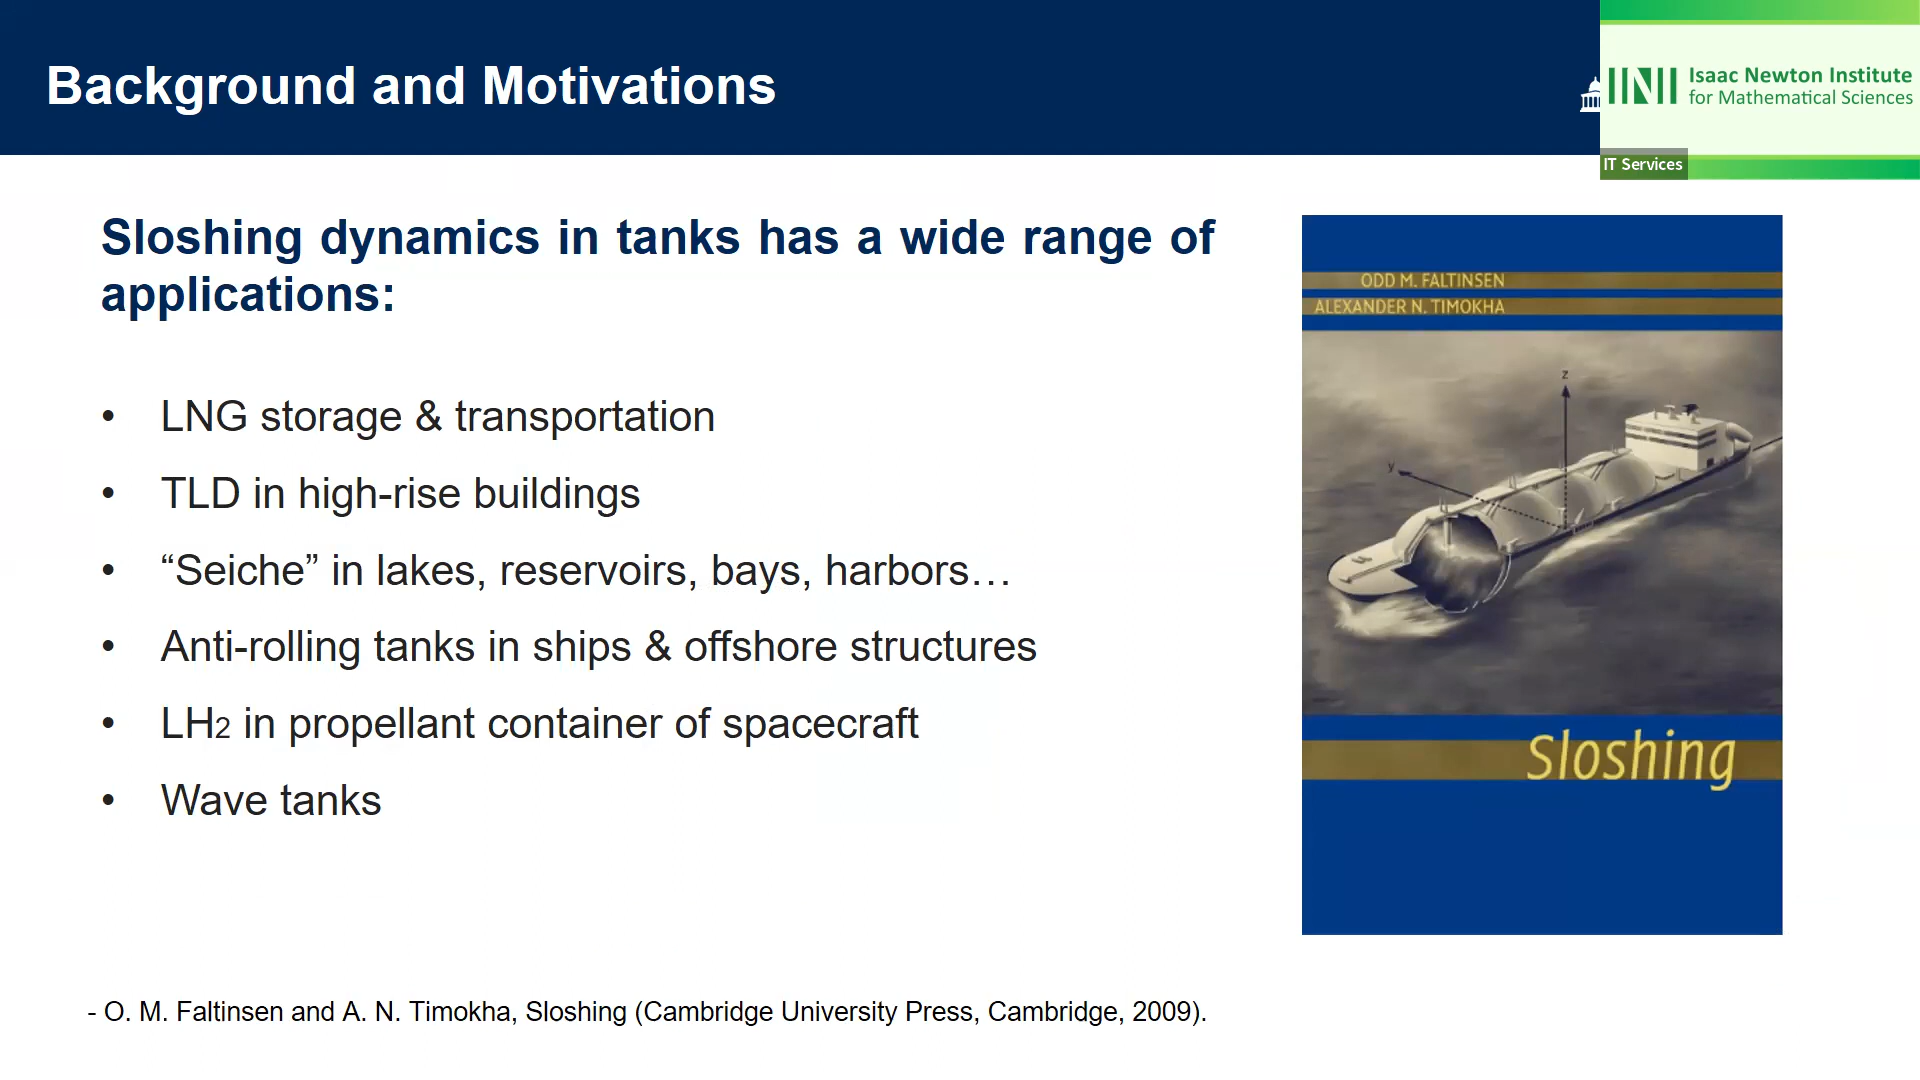 Background and Motivations
Isaac Newton Institute
for Mathematical Sciences
IT Services
Sloshing dynamics in tanks has a wide range of
applications:
• LNG storage & transportation
• TLD in high-rise buildings
• “Seiche” in lakes, reservoirs, bays, harbors…
• Anti-rolling tanks in ships & offshore structures
• LH2 in propellant container of spacecraft
• Wave tanks
ODD M. FALTINSEN
ALEXANDER N. TIMOKHA
z
y
Sloshing
- O. M. Faltinsen and A. N. Timokha, Sloshing (Cambridge University Press, Cambridge, 2009).